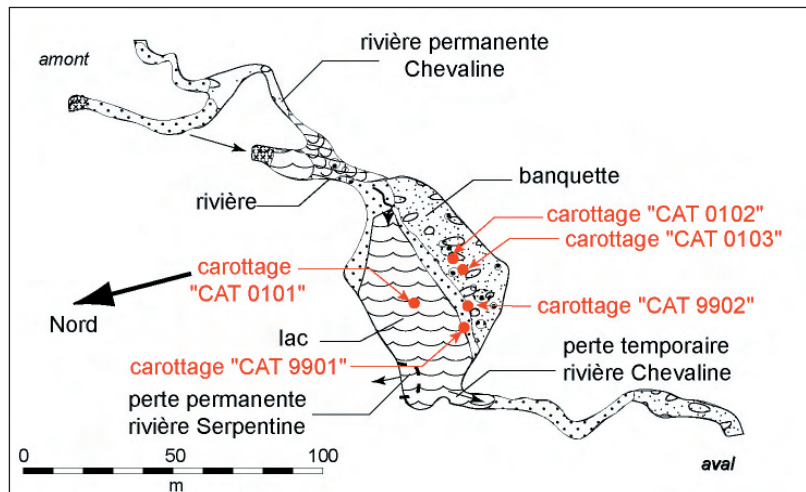 amont
rivière permanente
Chevaline
rivière
banquette
carottage "CAT 0102"
carottage "CAT 0103"
carottage
"CAT 0101"
Nord
carottage "CAT 9902"
lac
carottage "CAT 9901"
perte temporaire
rivière Chevaline
perte permanente
rivière Serpentine
0 50 100
m
aval